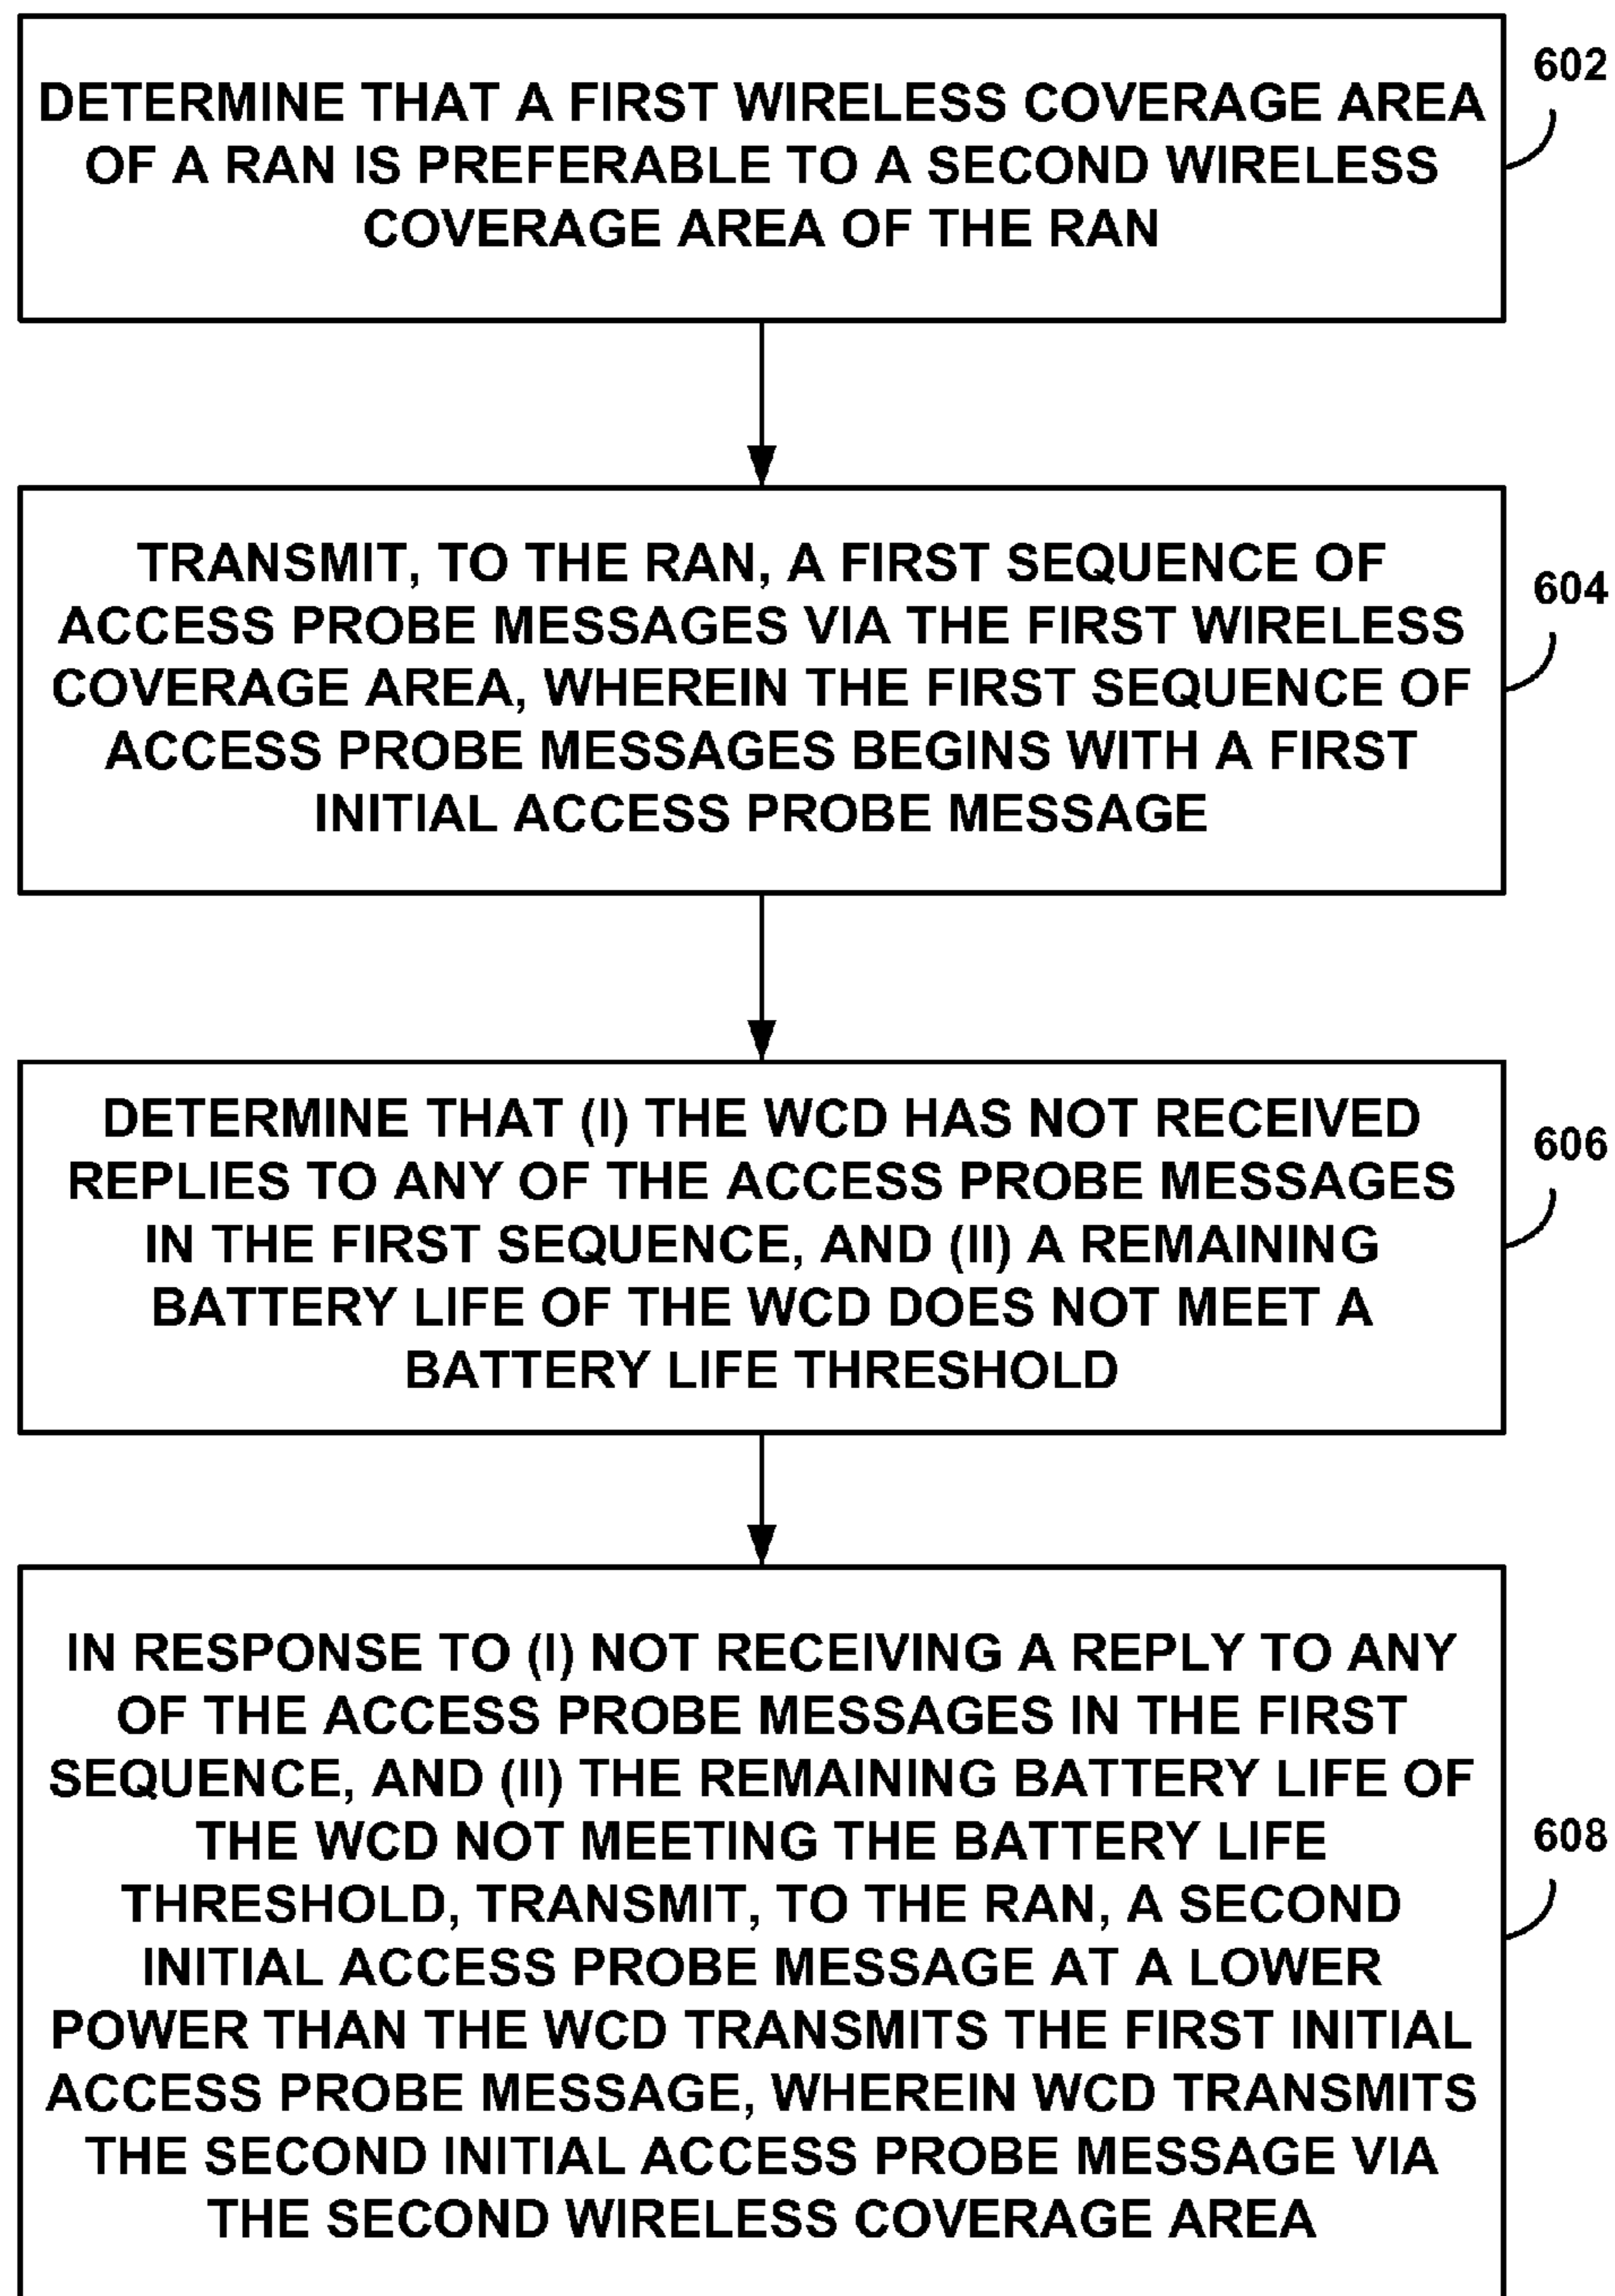 DETERMINE THAT A FIRST WIRELESS COVERAGE AREA
OF A RAN IS PREFERABLE TO A SECOND WIRELESS
COVERAGE AREA OF THE RAN
602
TRANSMIT, TO THE RAN, A FIRST SEQUENCE OF
ACCESS PROBE MESSAGES VIA THE FIRST WIRELESS
COVERAGE AREA, WHEREIN THE FIRST SEQUENCE OF
ACCESS PROBE MESSAGES BEGINS WITH A FIRST
INITIAL ACCESS PROBE MESSAGE
604
DETERMINE THAT (I) THE WCD HAS NOT RECEIVED
REPLIES TO ANY OF THE ACCESS PROBE MESSAGES
IN THE FIRST SEQUENCE, AND (II) A REMAINING
BATTERY LIFE OF THE WCD DOES NOT MEET A
BATTERY LIFE THRESHOLD
606
IN RESPONSE TO (I) NOT RECEIVING A REPLY TO ANY
OF THE ACCESS PROBE MESSAGES IN THE FIRST
SEQUENCE, AND (II) THE REMAINING BATTERY LIFE OF
THE WCD NOT MEETING THE BATTERY LIFE
THRESHOLD, TRANSMIT, TO THE RAN, A SECOND
INITIAL ACCESS PROBE MESSAGE AT A LOWER
POWER THAN THE WCD TRANSMITS THE FIRST INITIAL
ACCESS PROBE MESSAGE, WHEREIN WCD TRANSMITS
THE SECOND INITIAL ACCESS PROBE MESSAGE VIA
THE SECOND WIRELESS COVERAGE AREA
608